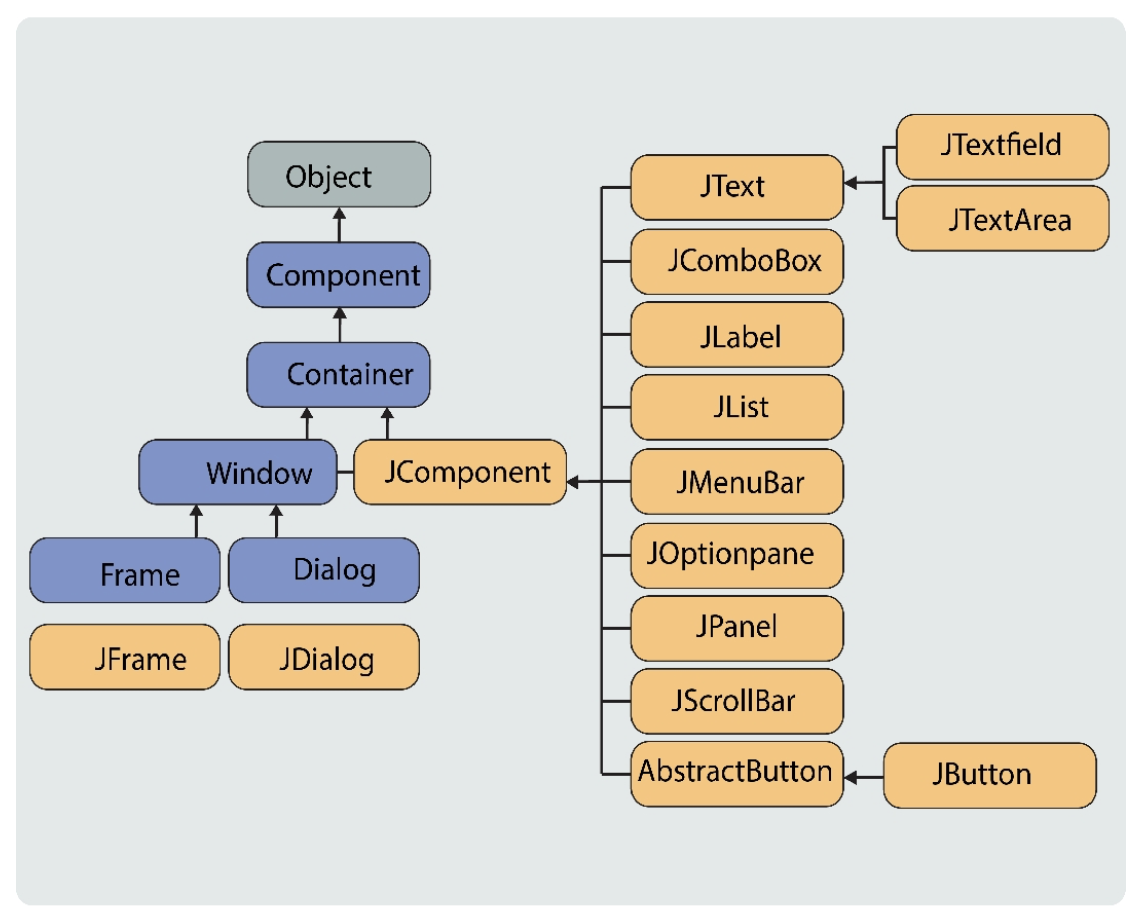 Object
Component
Container
Window
JComponent
Frame
Dialog
JFrame
JDialog
JText
JComboBox
JLabel
JList
JMenuBar
JOptionpane
JPanel
JScrollBar
AbstractButton
JTextfield
JTextArea
JButton